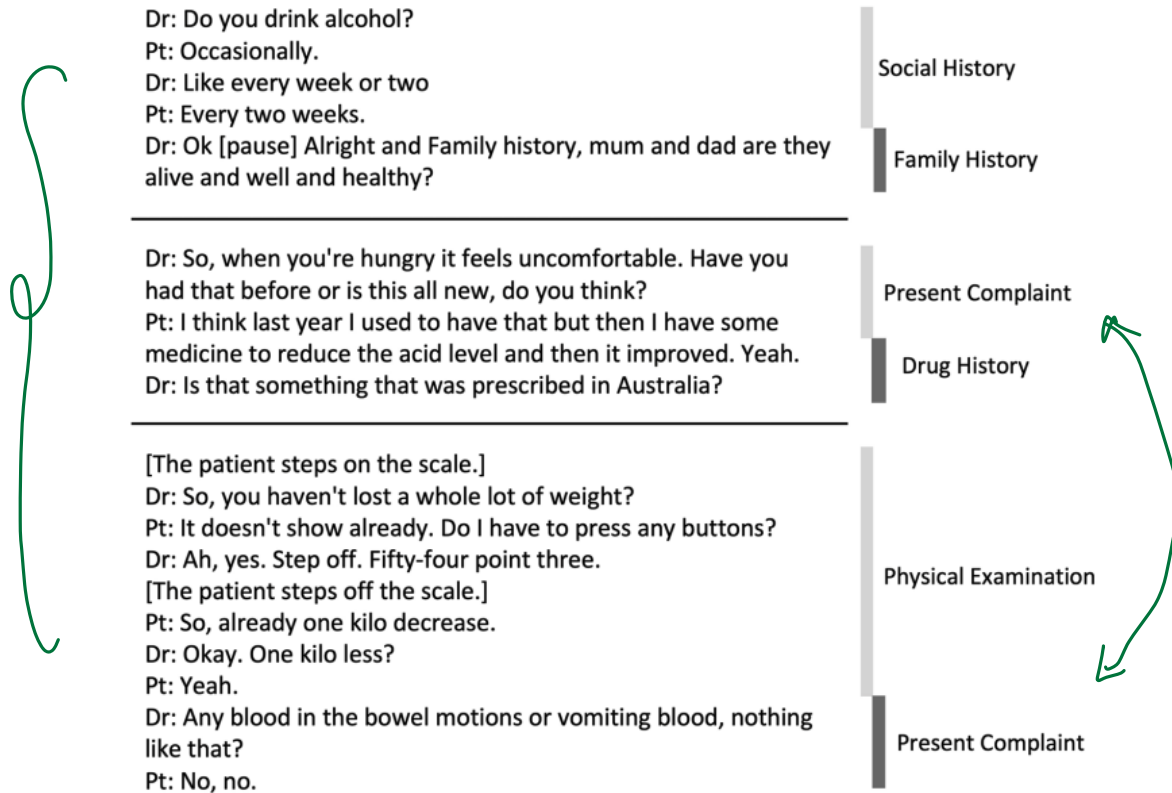 Dr: Do you drink alcohol?
Pt: Occasionally.
Dr: Like every week or two
Pt: Every two weeks.
Dr: Ok [pause] Alright and Family history, mum and dad are they
alive and well and healthy?
Social History
Family History
Dr: So, when you're hungry it feels uncomfortable. Have you
had that before or is this all new, do you think?
Pt: I think last year I used to have that but then I have some
medicine to reduce the acid level and then it improved. Yeah.
Dr: Is that something that was prescribed in Australia?
Present Complaint
Drug History
[The patient steps on the scale.]
Dr: So, you haven't lost a whole lot of weight?
Pt: It doesn't show already. Do I have to press any buttons?
Dr: Ah, yes. Step off. Fifty-four point three.
[The patient steps off the scale.]
Pt: So, already one kilo decrease.
Dr: Okay. One kilo less?
Pt: Yeah.
Dr: Any blood in the bowel motions or vomiting blood, nothing
like that?
Pt: No, no.
Physical Examination
Present Complaint